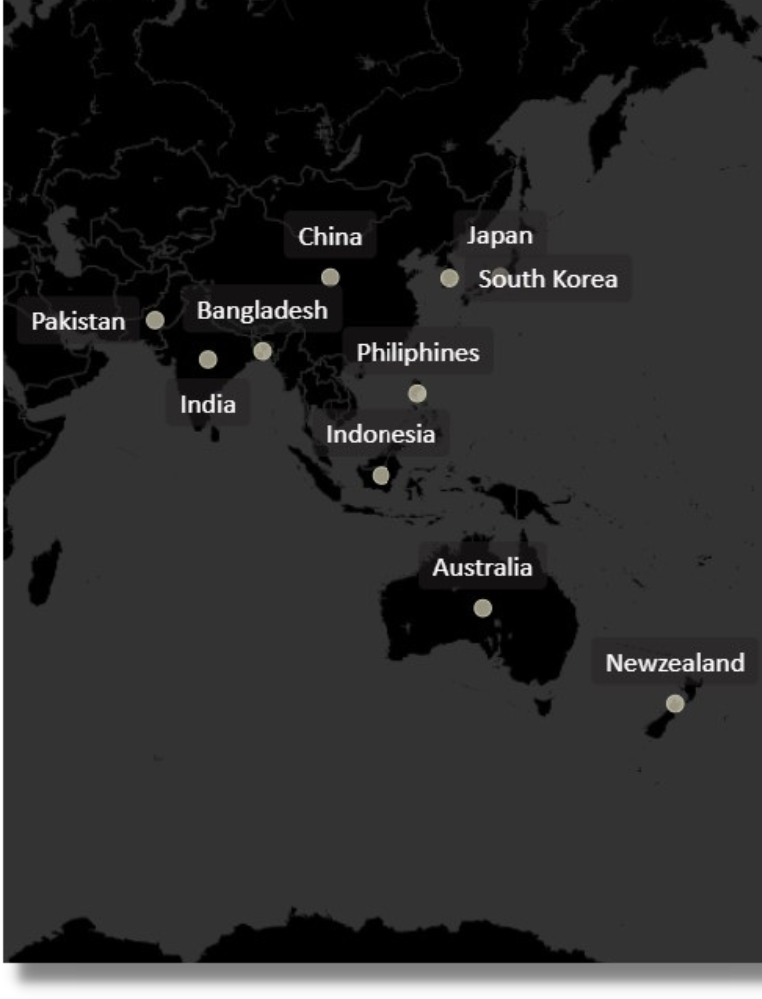 China
Japan
South Korea
Pakistan
Bangladesh
Philiphines
India
Indonesia
Australia
Newzealand